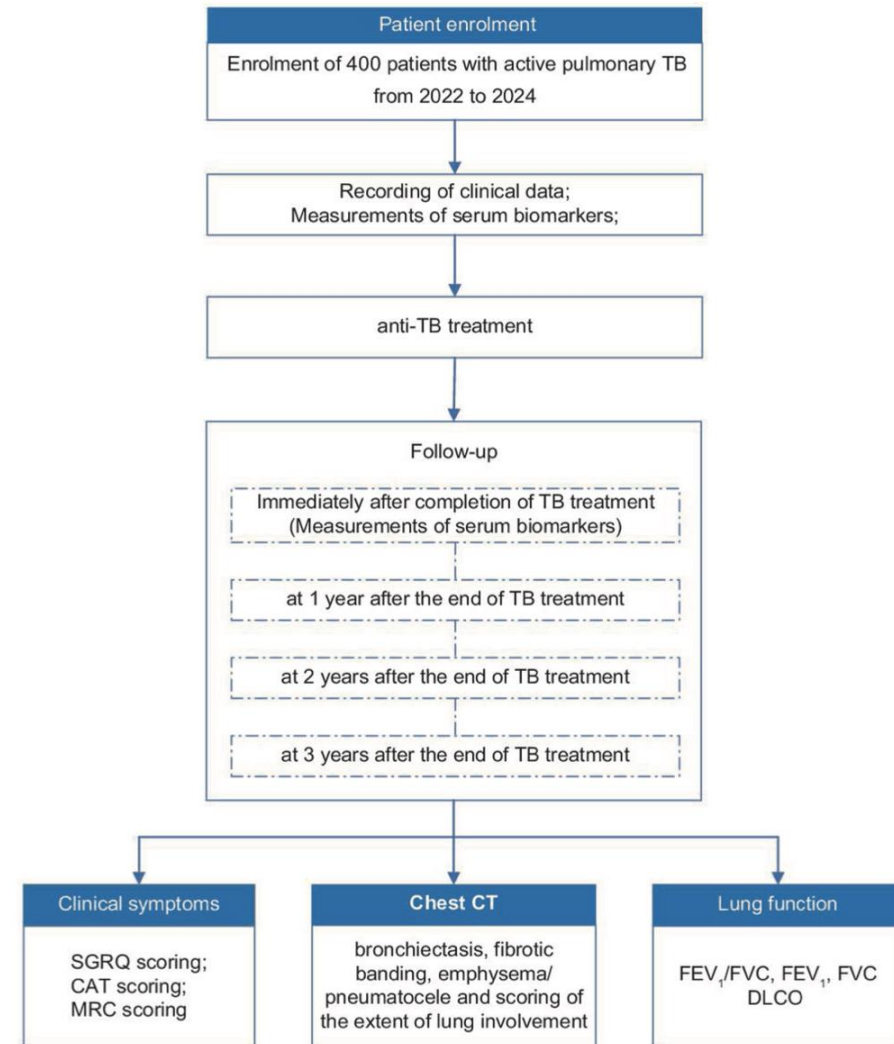 Patient enrolment
Enrolment of 400 patients with active pulmonary TB
from 2022 to 2024
Recording of clinical data;
Measurements of serum biomarkers;
anti-TB treatment
Follow-up
Immediately after completion of TB treatment
(Measurements of serum biomarkers)
at 1 year after the end of TB treatment
at 2 years after the end of TB treatment
at 3 years after the end of TB treatment
Clinical symptoms
SGRQ scoring;
CAT scoring;
MRC scoring
Chest CT
bronchiectasis, fibrotic
banding, emphysema/
pneumatocele and scoring of
the extent of lung involvement
Lung function
FEV₁/FVC, FEV₁, FVC
DLCO